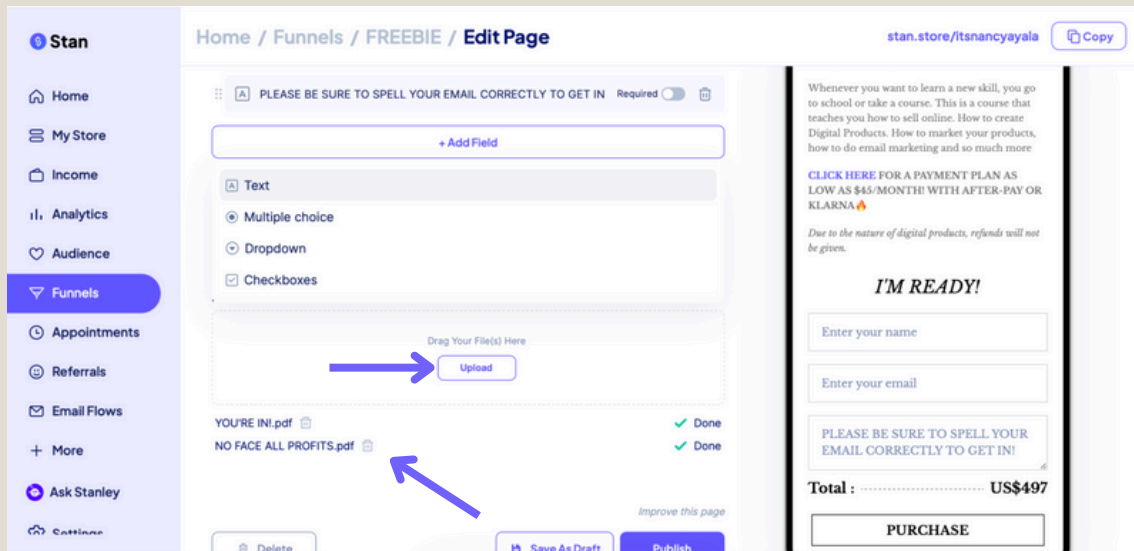 Stan
Home / Funnels / FREEBIE / Edit Page
stan.store/itsnancyayala
Copy
Home
My Store
Income
Analytics
Audience
Funnels
Appointments
Referrals
Email Flows
More
Ask Stanley
Settings
PLEASE BE SURE TO SPELL YOUR EMAIL CORRECTLY TO GET IN
Required
+ Add Field
Text
Multiple choice
Dropdown
Checkboxes
Drag Your File(s) Here
Upload
YOU'RE IN!.pdf
Done
NO FACE ALL PROFITS.pdf
Done
Improve this page
Delete
Save As Draft
Publish
Whenever you want to learn a new skill, you go
to school or take a course. This is a course that
teaches you how to sell online. How to create
Digital Products. How to market your products,
how to do email marketing and so much more
CLICK HERE FOR A PAYMENT PLAN AS
LOW AS $45/MONTH! WITH AFTER-PAY OR
KLARNA🔥
Due to the nature of digital products, refunds will not
be given.
I'M READY!
Enter your name
Enter your email
PLEASE BE SURE TO SPELL YOUR
EMAIL CORRECTLY TO GET IN!
Total : US$497
PURCHASE